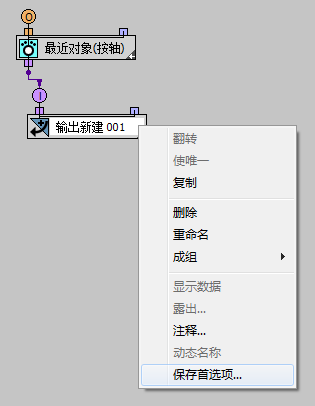 最近对象(按轴)
输出新建 001
翻转
使唯一
复制
删除
重命名
成组
显示数据
露出...
注释...
动态名称
保存首选项...